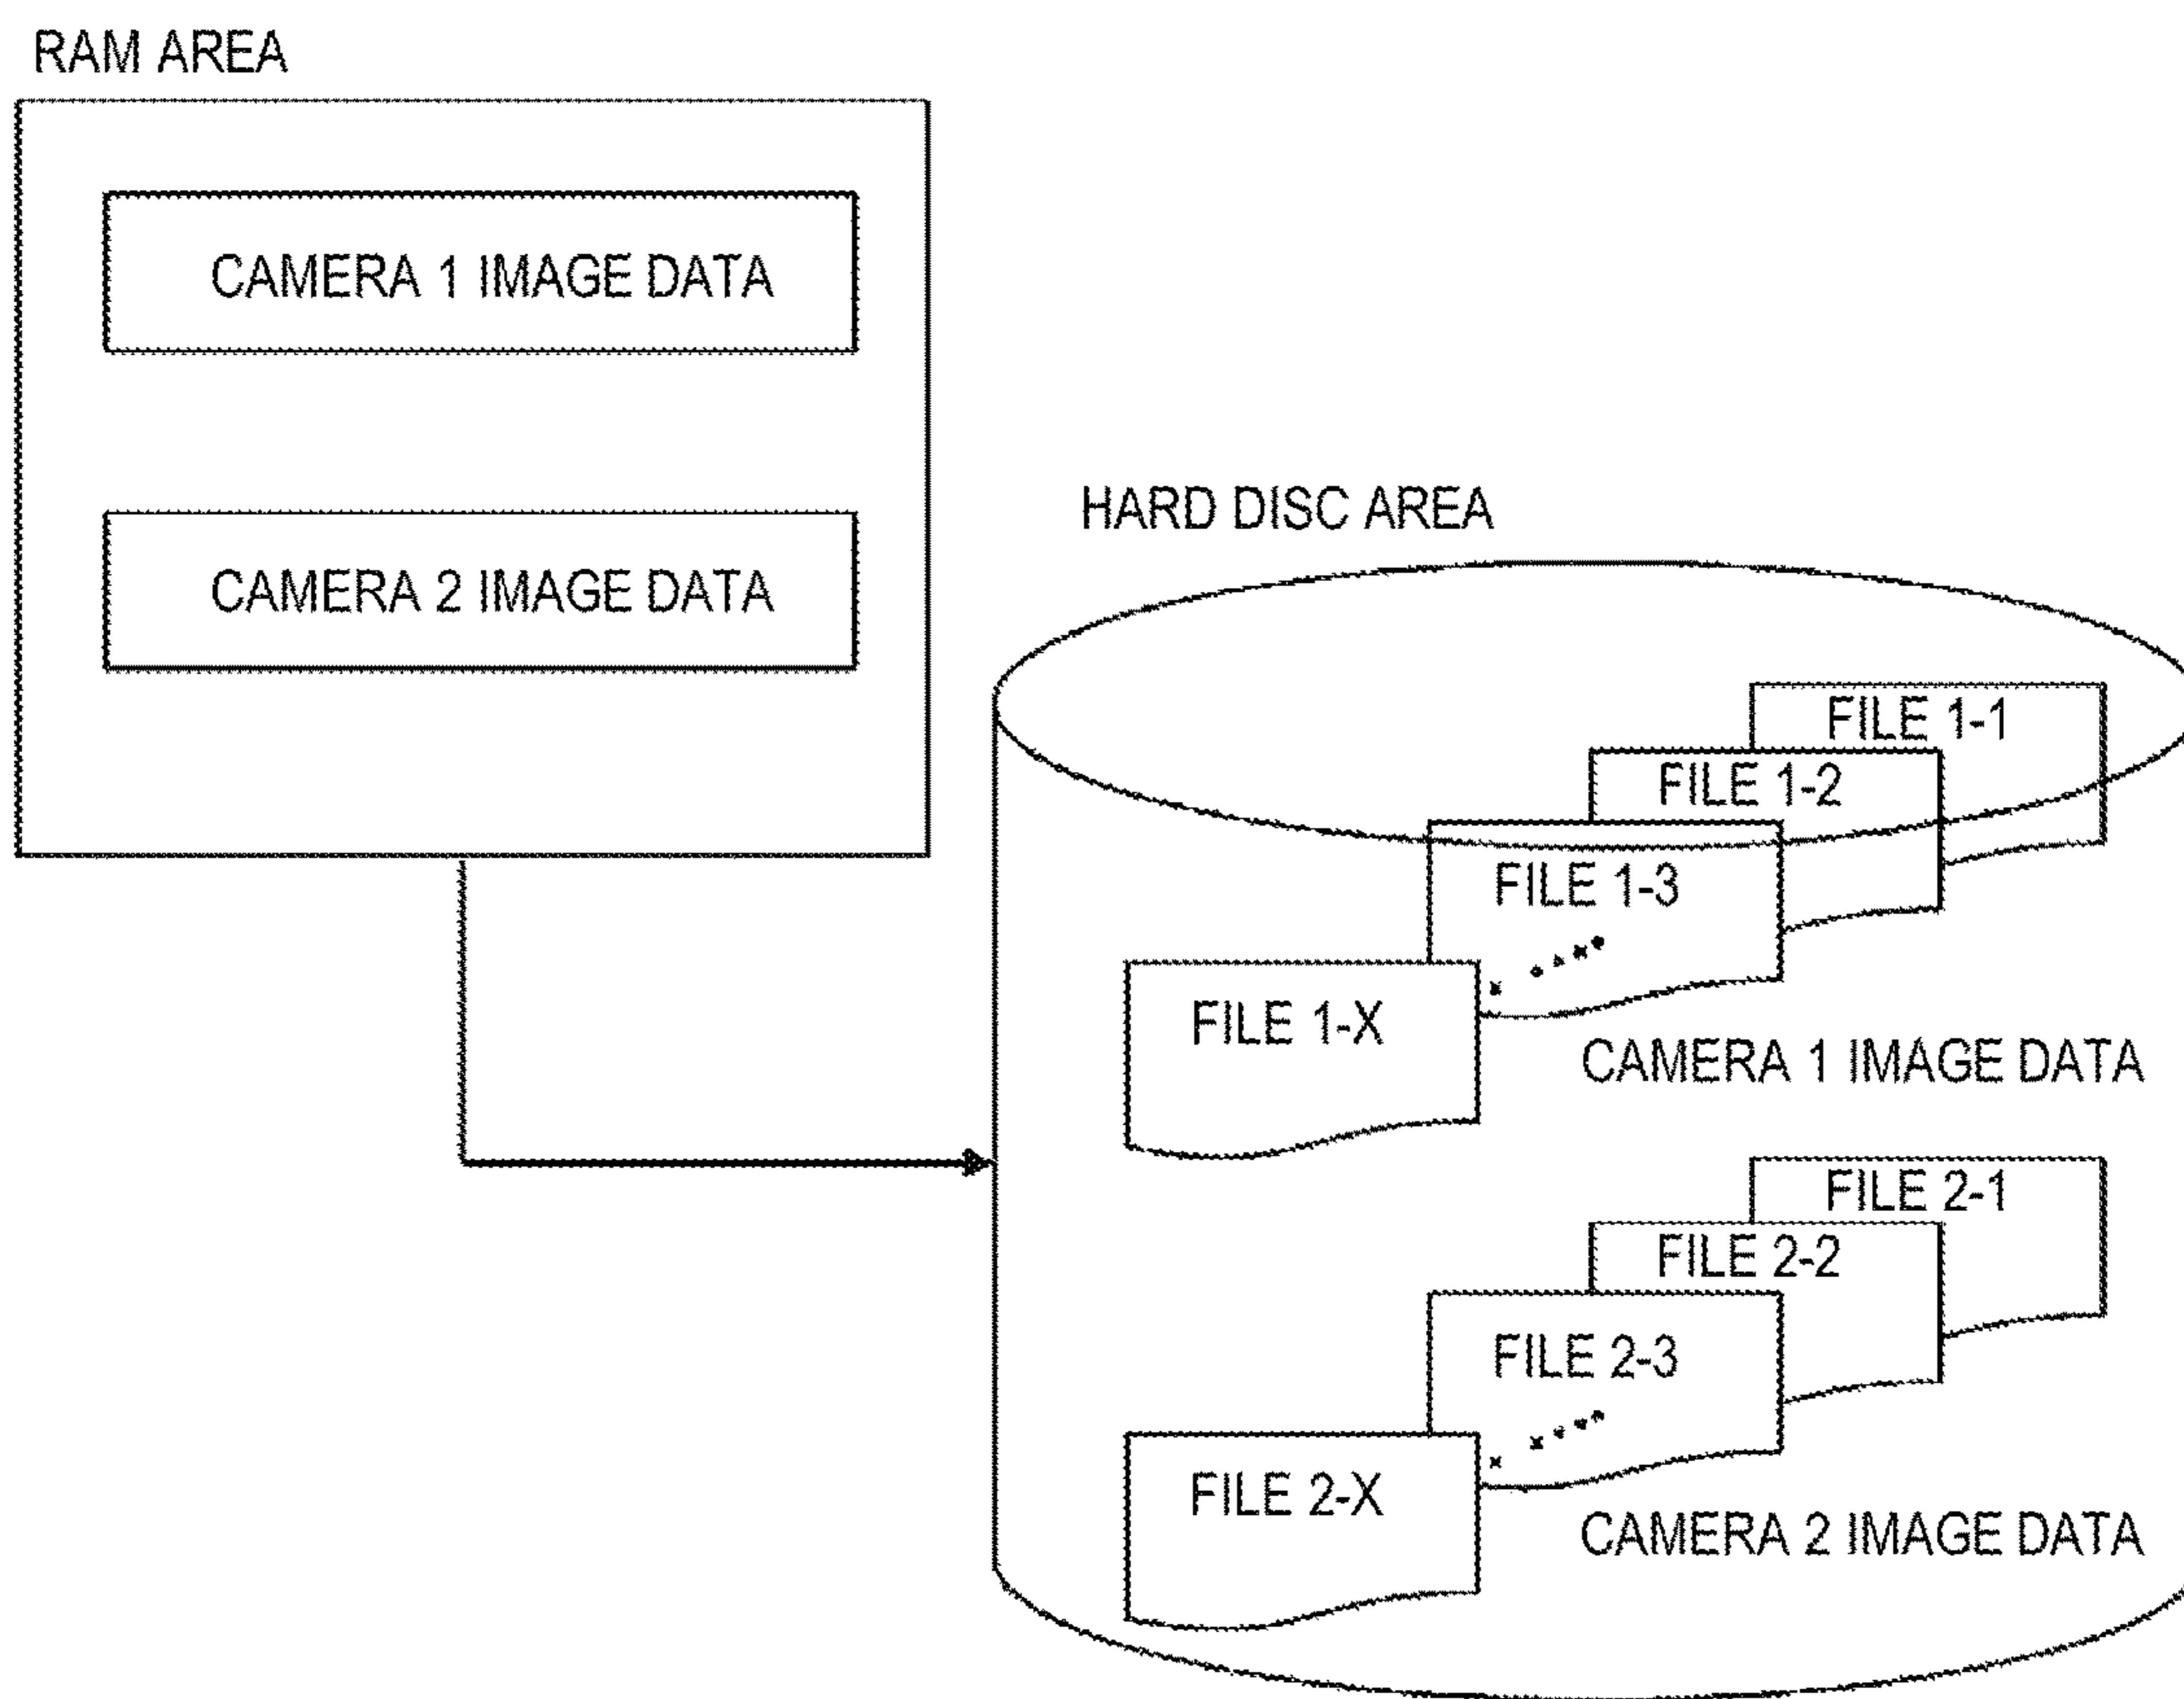 RAM AREA
CAMERA 1 IMAGE DATA
CAMERA 2 IMAGE DATA
HARD DISC AREA
FILE 1-1
FILE 1-2
FILE 1-3
FILE 1-X
CAMERA 1 IMAGE DATA
FILE 2-1
FILE 2-2
FILE 2-3
FILE 2-X
CAMERA 2 IMAGE DATA